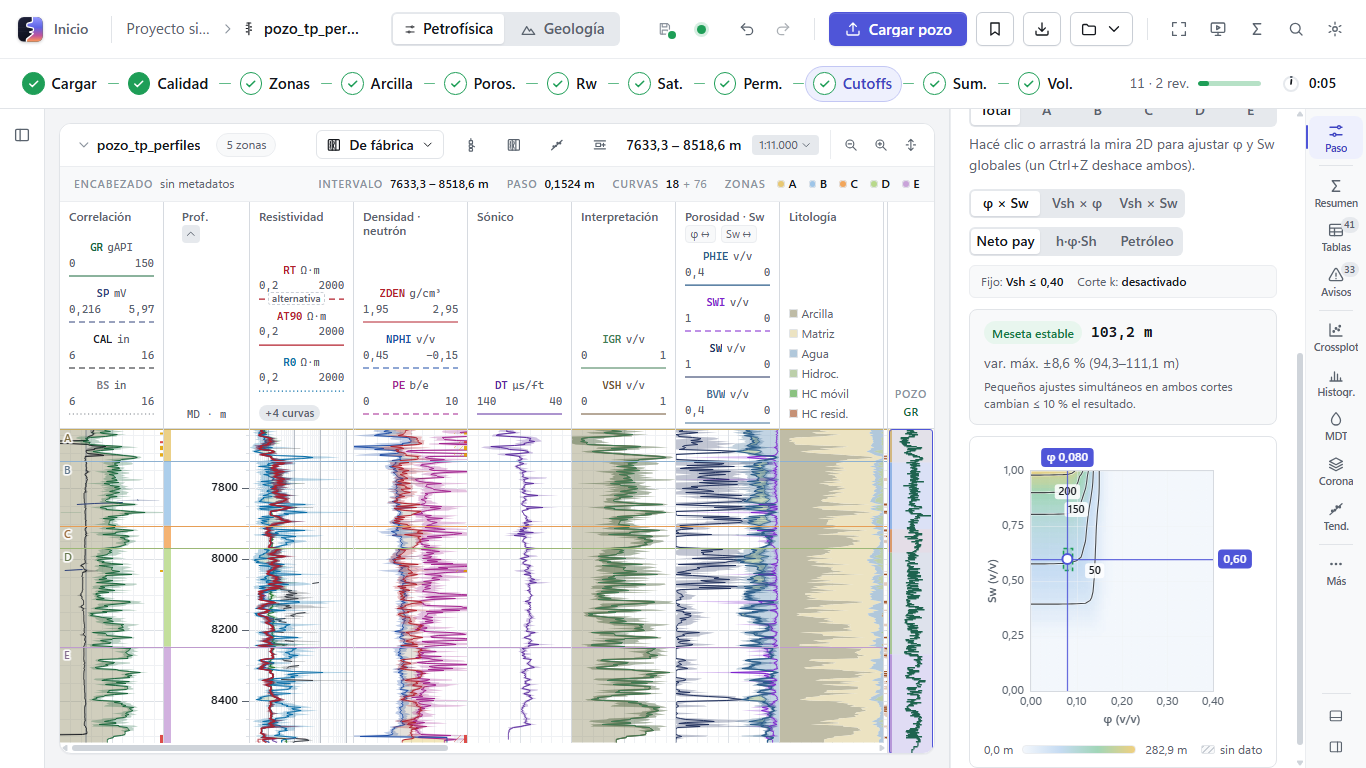 Inicio
Proyecto si...
pozo_tp_per...
Petrofísica
Geología
Cargar pozo
Cargar
Calidad
Zonas
Arcilla
Poros.
Rw
Sat.
Perm.
Cutoffs
Sum.
Vol.
11 · 2 rev.
0:05
pozo_tp_perfiles
5 zonas
De fábrica
7633,3 – 8518,6 m
1:11.000
ENCABEZADO sin metadatos
INTERVALO 7633,3 – 8518,6 m
PASO 0,1524 m
CURVAS 18 + 76
ZONAS
A
B
C
D
E
Correlación
GR gAPI
0 150
SP mV
0,216 5,97
CAL in
6 16
BS in
6 16
Prof.
MD · m
Resistividad
RT Ω·m
0,2 2000
alternativa
AT90 Ω·m
0,2 2000
R0 Ω·m
0,2 2000
+4 curvas
Densidad ·
neutrón
ZDEN g/cm³
1,95 2,95
NPHI v/v
0,45 −0,15
PE b/e
0 10
Sónico
DT µs/ft
140 40
Interpretación
IGR v/v
0 1
VSH v/v
0 1
Porosidad · Sw
φ ↔
Sw ↔
PHIE v/v
0,4 0
SWI v/v
1 0
SW v/v
1 0
BVW v/v
0,4 0
Litología
Arcilla
Matriz
Agua
Hidroc.
HC móvil
HC resid.
POZO
GR
A
B
C
D
E
7800
8000
8200
8400
Total A B C D E
Hacé clic o arrastrá la mira 2D para ajustar φ y Sw
globales (un Ctrl+Z deshace ambos).
φ × Sw
Vsh × φ
Vsh × Sw
Neto pay
h·φ·Sh
Petróleo
Fijo: Vsh ≤ 0,40 Corte k: desactivado
Meseta estable 103,2 m
var. máx. ±8,6 % (94,3–111,1 m)
Pequeños ajustes simultáneos en ambos cortes
cambian ≤ 10 % el resultado.
φ 0,080
1,00
0,75
0,50
0,25
0,00
Sw (v/v)
200
150
50
0,60
0,00
0,10
0,20
0,30
0,40
φ (v/v)
0,0 m
282,9 m
sin dato
Paso
Resumen
41
Tablas
33
Avisos
Crossplot
Histogr.
MDT
Corona
Tend.
Más